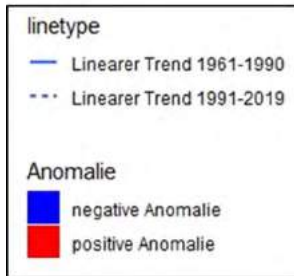 linetype
Linearer Trend 1961-1990
Linearer Trend 1991-2019
Anomalie
negative Anomalie
positive Anomalie